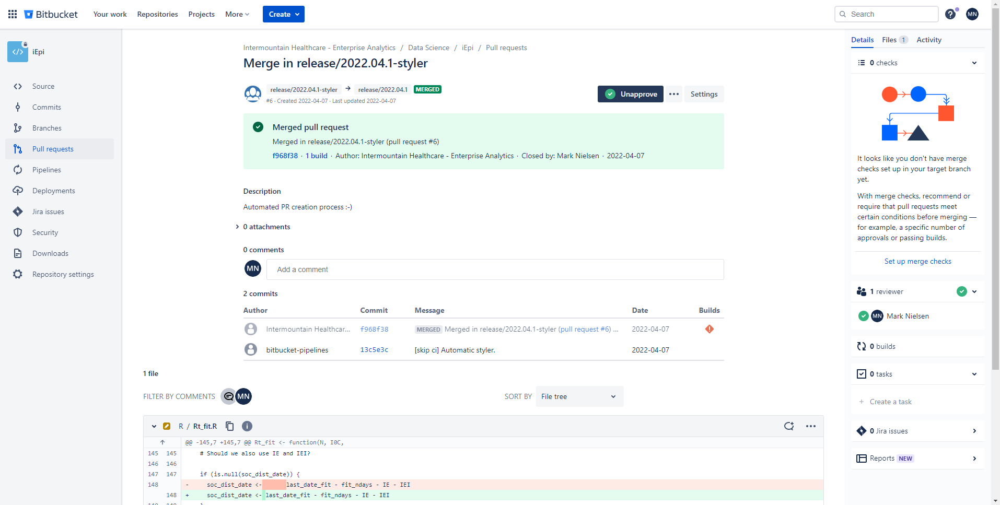 Bitbucket
Your work
Repositories
Projects
More
Create
Search
MN
iEpi
Source
Commits
Branches
Pull requests
Pipelines
Deployments
Jira issues
Security
Downloads
Repository settings
Intermountain Healthcare - Enterprise Analytics / Data Science / iEpi / Pull requests
Merge in release/2022.04.1-styler
release/2022.04.1-styler → release/2022.04.1 MERGED
#6 · Created 2022-04-07 · Last updated 2022-04-07
Unapprove
Settings
Merged pull request
Merged in release/2022.04.1-styler (pull request #6)
f968f38 · 1 build · Author: Intermountain Healthcare - Enterprise Analytics · Closed by: Mark Nielsen · 2022-04-07
Description
Automated PR creation process :-)
0 attachments
0 comments
MN
Add a comment
2 commits
Author Commit Message Date Builds
Intermountain Healthcar... f968f38 MERGED Merged in release/2022.04.1-styler (pull request #6) ... 2022-04-07
bitbucket-pipelines 13c5e3c [skip ci] Automatic styler. 2022-04-07
1 file
FILTER BY COMMENTS MN
SORT BY File tree
R / Rt_fit.R
@@ -145,7 +145,7 @@ Rt_fit <- function(N, I0C,
145 145 # Should we also use IE and IEI?
146 146
147 147 if (is.null(soc_dist_date)) {
148 - soc_dist_date <- last_date_fit - fit_ndays - IE - IEI
148 + soc_dist_date <- last_date_fit - fit_ndays - IE - IEI
Details
Files 1
Activity
0 checks
It looks like you don't have merge
checks set up in your target branch
yet.
With merge checks, recommend or
require that pull requests meet
certain conditions before merging —
for example, a specific number of
approvals or passing builds.
Set up merge checks
1 reviewer
MN Mark Nielsen
0 builds
0 tasks
+ Create a task
0 Jira issues
Reports NEW